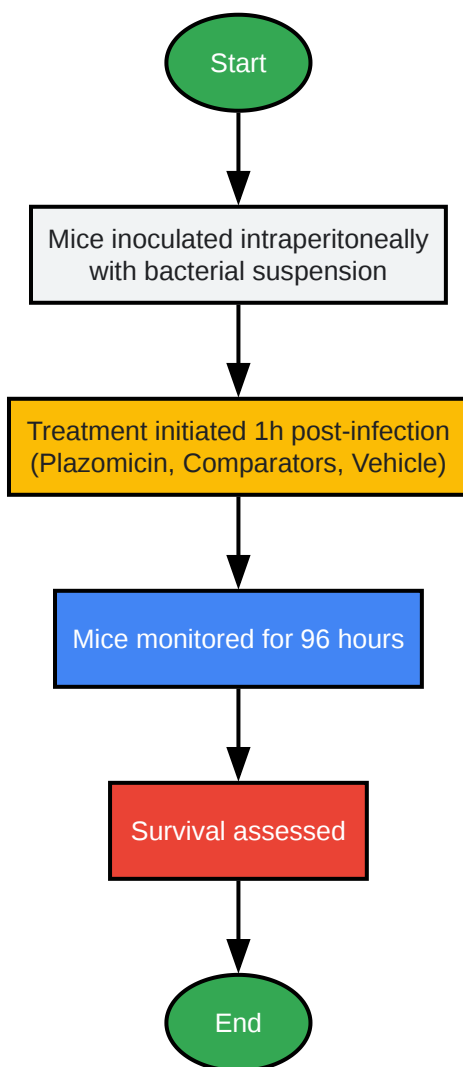 Start
Mice inoculated intraperitoneally
with bacterial suspension
Treatment initiated 1h post-infection
(Plazomicin, Comparators, Vehicle)
Mice monitored for 96 hours
Survival assessed
End